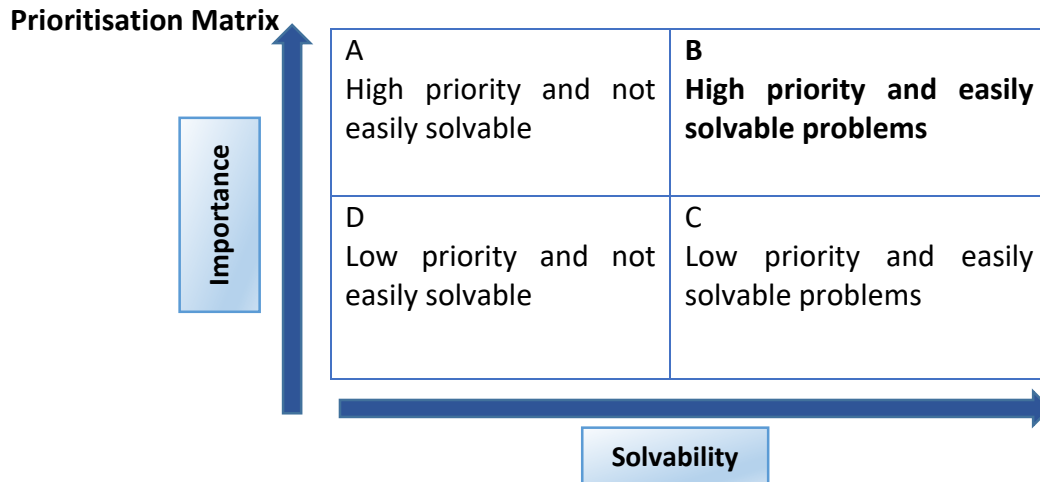 Prioritisation Matrix
A
High priority and not
easily solvable
B
High priority and easily
solvable problems
Importance
D
Low priority and not
easily solvable
C
Low priority and easily
solvable problems
Solvability